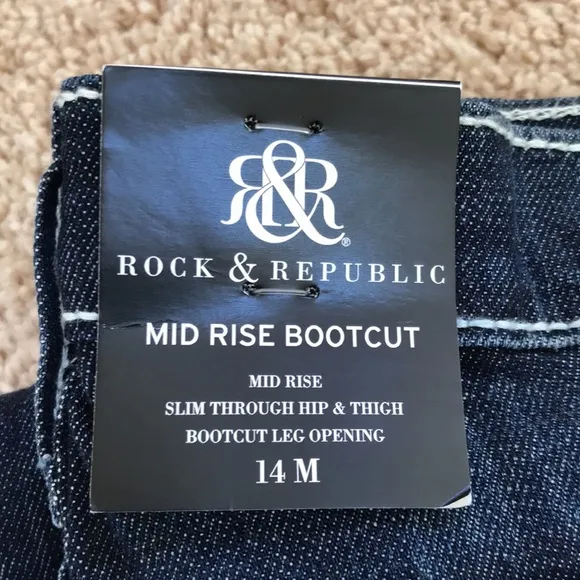 R&R®
ROCK & REPUBLIC
MID RISE BOOTCUT
MID RISE
SLIM THROUGH HIP & THIGH
BOOTCUT LEG OPENING
14 M